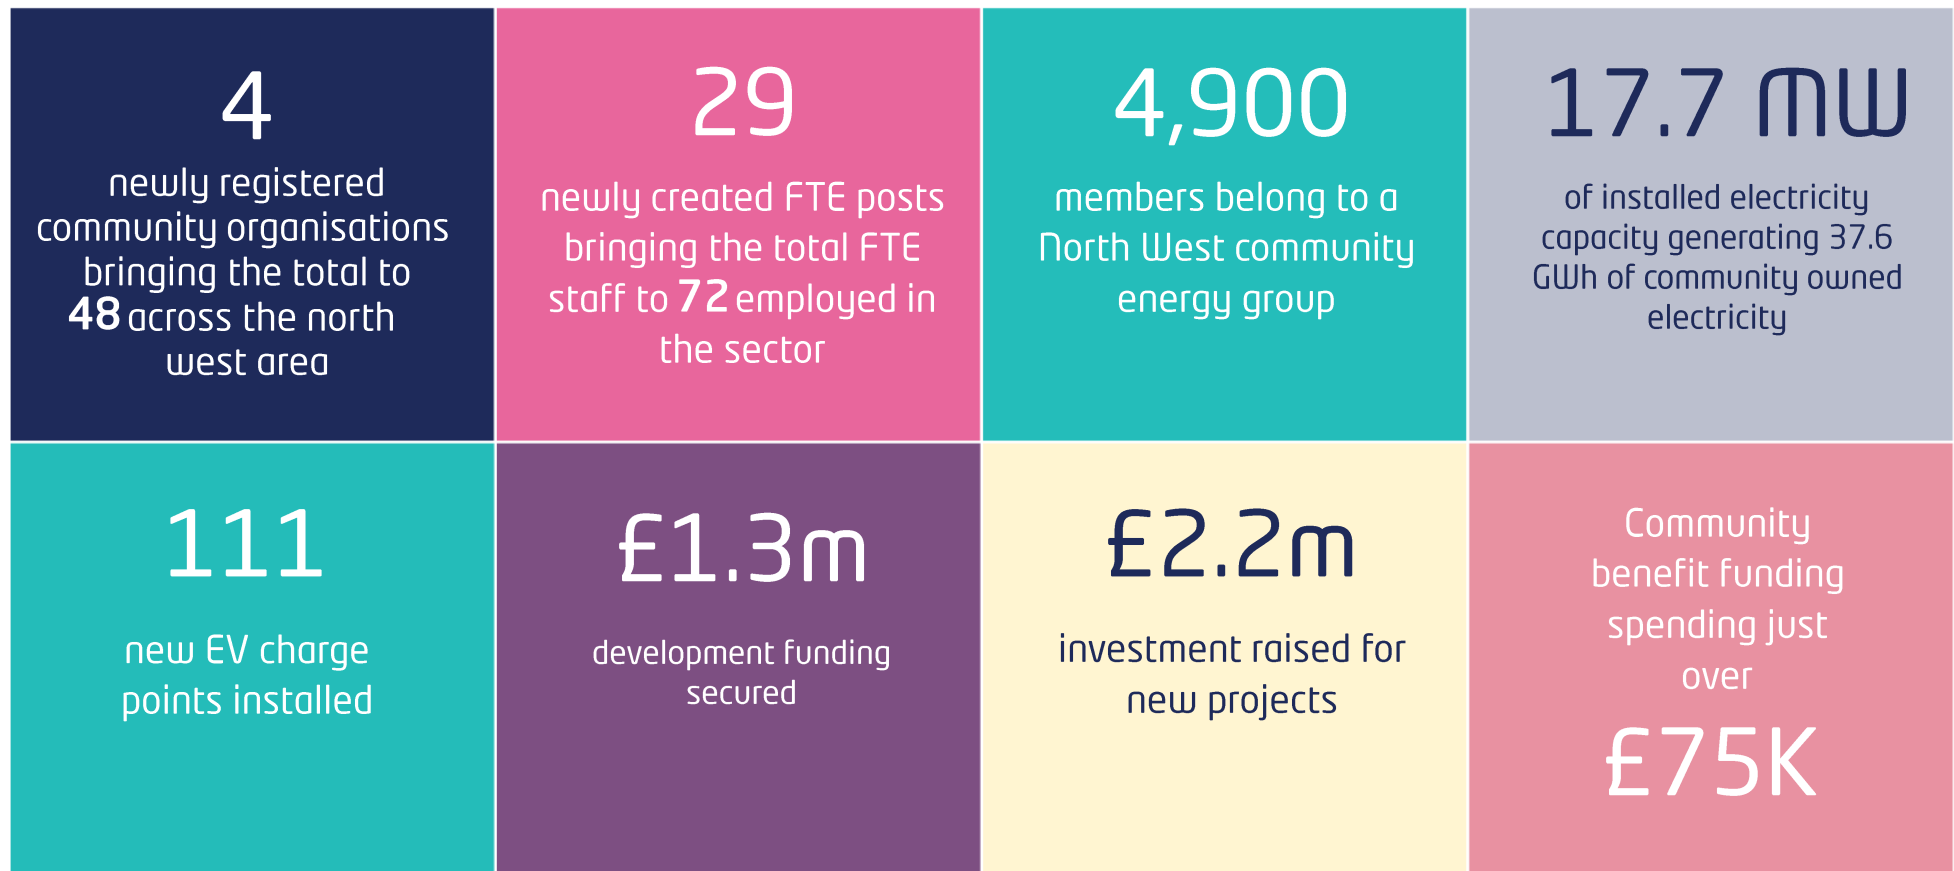 4
newly registered
community organisations
bringing the total to
48 across the north
west area
29
newly created FTE posts
bringing the total FTE
staff to 72 employed in
the sector
4,900
members belong to a
North West community
energy group
17.7 MW
of installed electricity
capacity generating 37.6
GWh of community owned
electricity
111
new EV charge
points installed
£1.3m
development funding
secured
£2.2m
investment raised for
new projects
Community
benefit funding
spending just
over
£75K